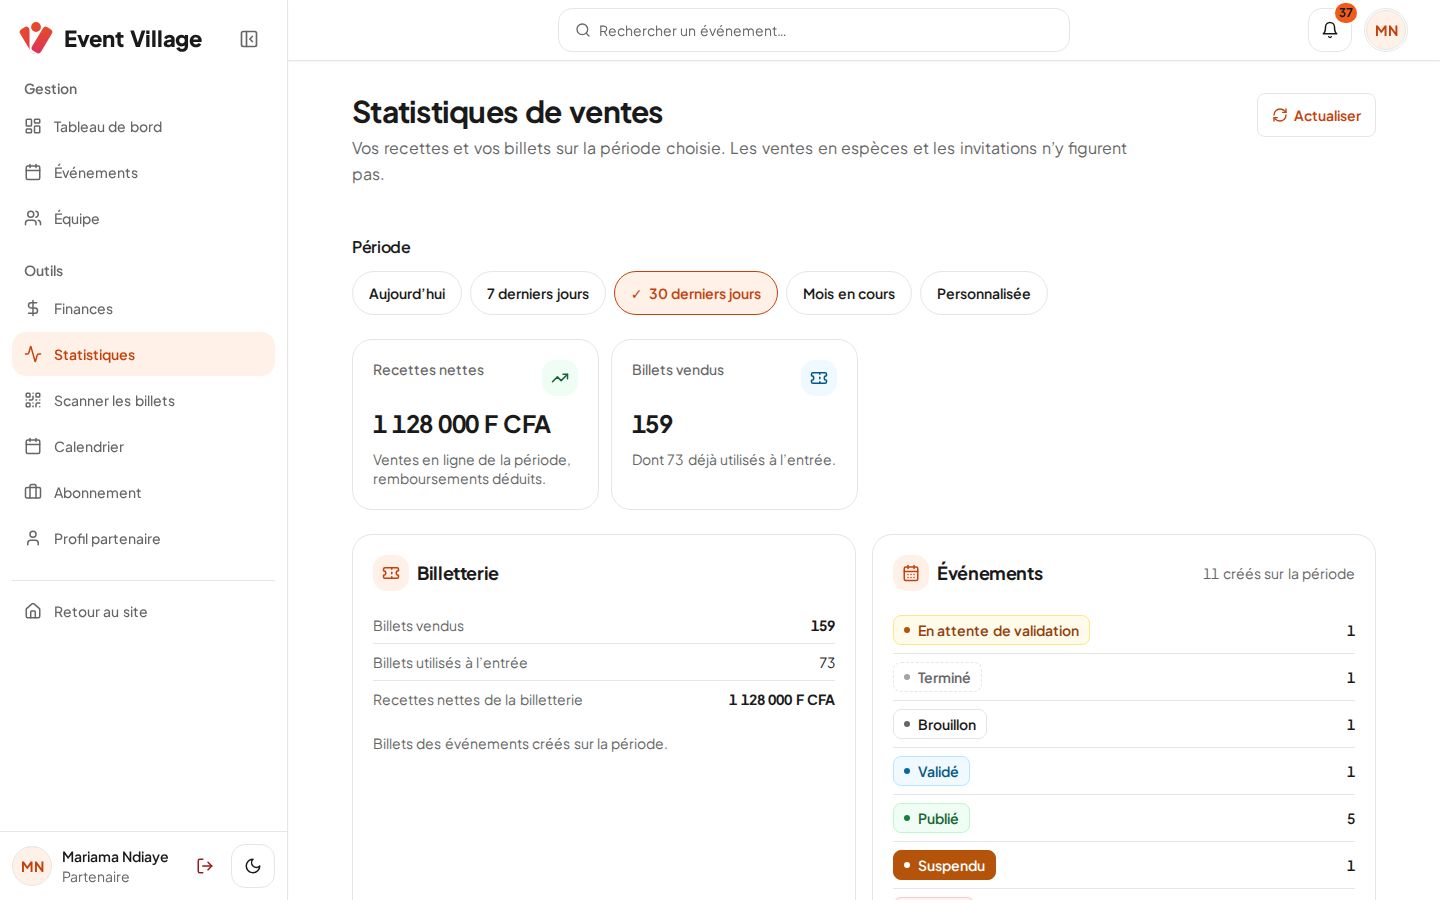 Event Village
Rechercher un événement…
37
MN
Gestion
Tableau de bord
Événements
Équipe
Outils
Finances
Statistiques
Scanner les billets
Calendrier
Abonnement
Profil partenaire
Retour au site
MN
Mariama Ndiaye
Partenaire
Statistiques de ventes
Actualiser
Vos recettes et vos billets sur la période choisie. Les ventes en espèces et les invitations n’y figurent
pas.
Période
Aujourd’hui
7 derniers jours
✓ 30 derniers jours
Mois en cours
Personnalisée
Recettes nettes
1 128 000 F CFA
Ventes en ligne de la période,
remboursements déduits.
Billets vendus
159
Dont 73 déjà utilisés à l’entrée.
Billetterie
Billets vendus 159
Billets utilisés à l’entrée 73
Recettes nettes de la billetterie 1 128 000 F CFA
Billets des événements créés sur la période.
Événements 11 créés sur la période
En attente de validation 1
Terminé 1
Brouillon 1
Validé 1
Publié 5
Suspendu 1